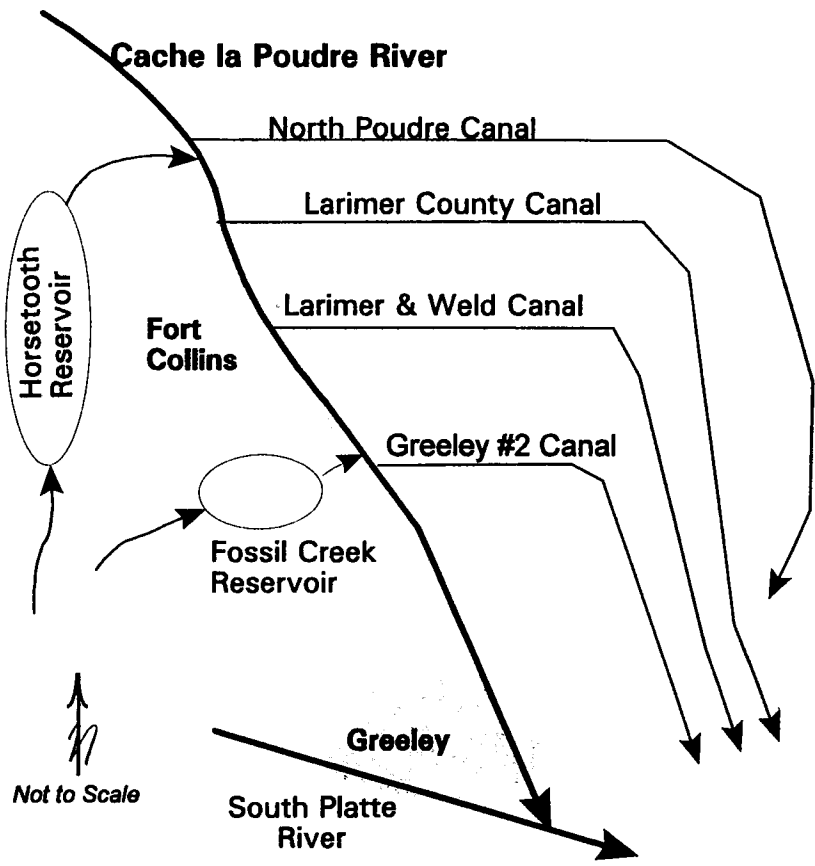 Cache la Poudre River
North Poudre Canal
Larimer County Canal
Horsetooth
Reservoir
Larimer & Weld Canal
Fort
Collins
Greeley #2 Canal
Fossil Creek
Reservoir
n
Not to Scale
Greeley
South Platte
River